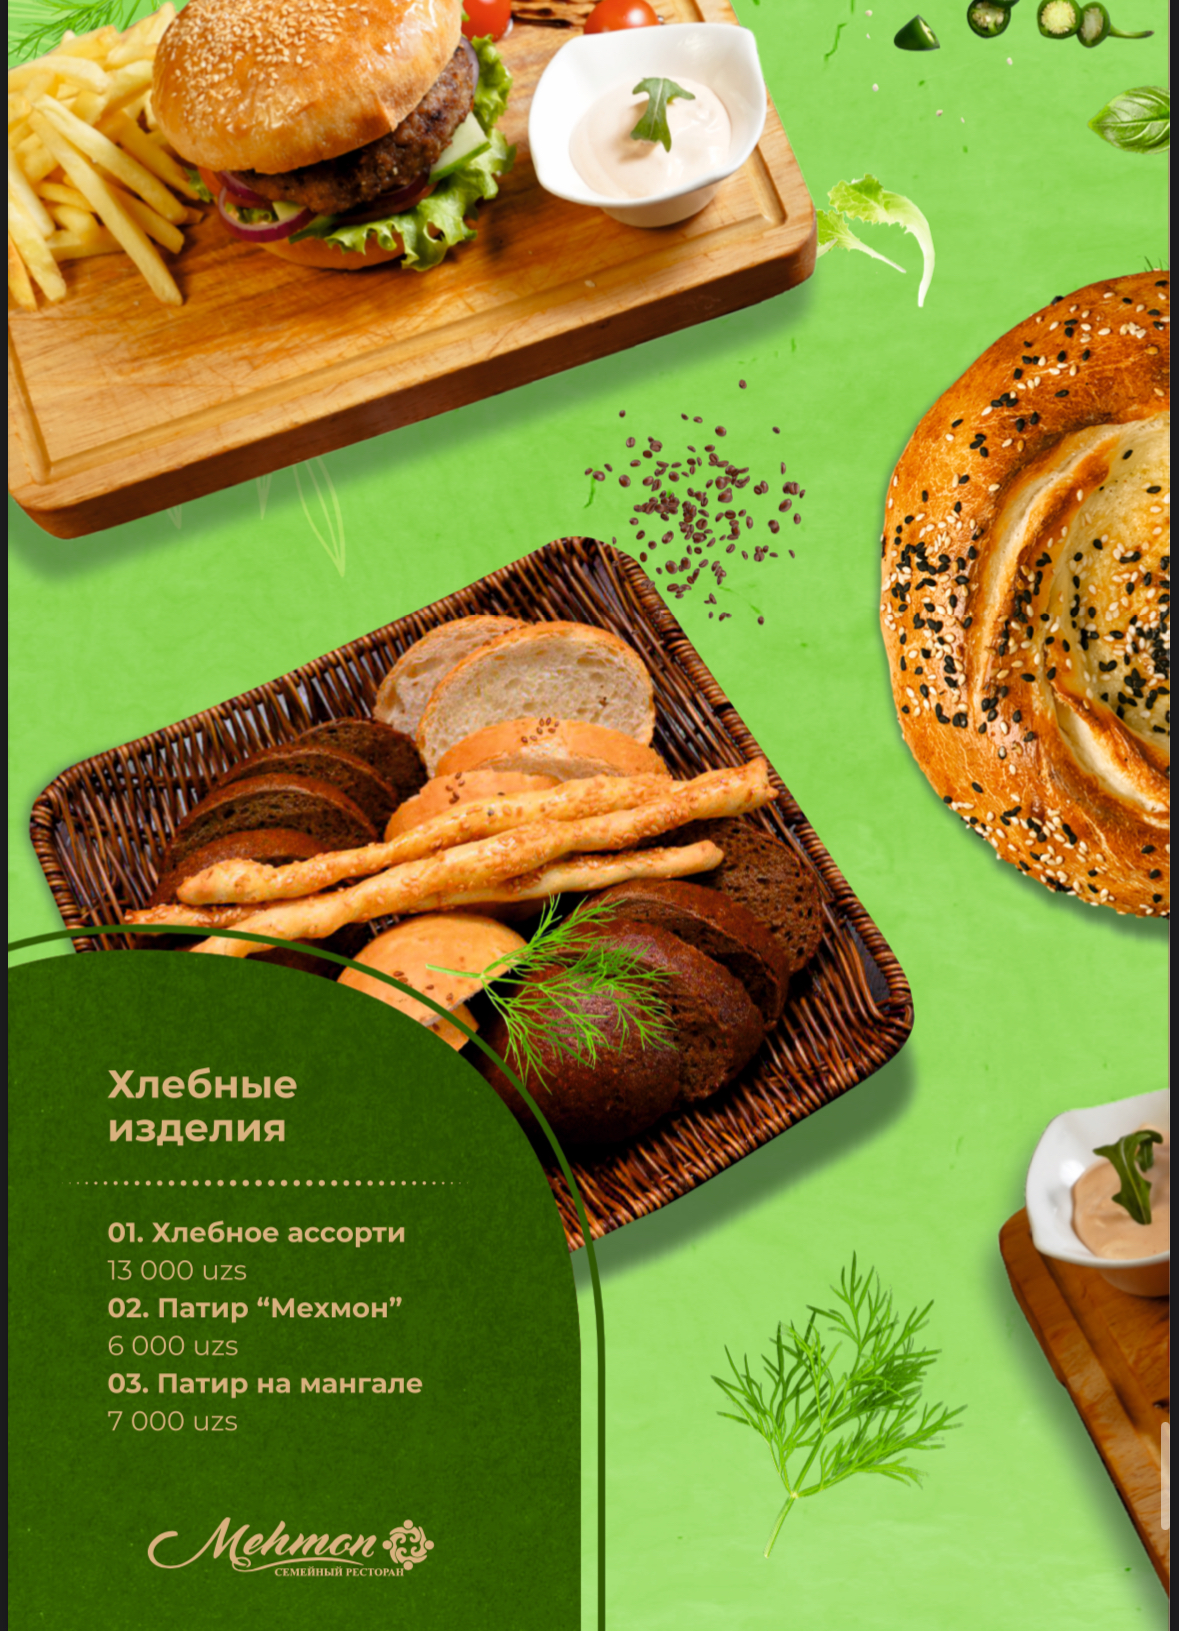 Хлебные
изделия
01. Хлебное ассорти
13 000 uzs
02. Патир “Мехмон”
6 000 uzs
03. Патир на мангале
7 000 uzs
Mehmon
СЕМЕЙНЫЙ РЕСТОРАН